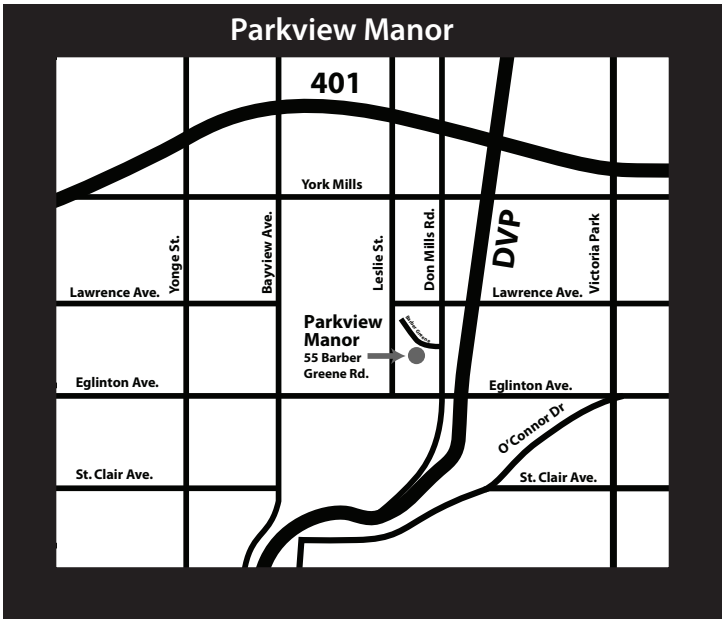 Parkview Manor
401
York Mills
Yonge St.
Bayview Ave.
Leslie St.
Don Mills Rd.
DVP
Victoria Park
Lawrence Ave.
Lawrence Ave.
Barber Greene
Parkview
Manor
55 Barber
Greene Rd.
Eglinton Ave.
Eglinton Ave.
O'Connor Dr
St. Clair Ave.
St. Clair Ave.